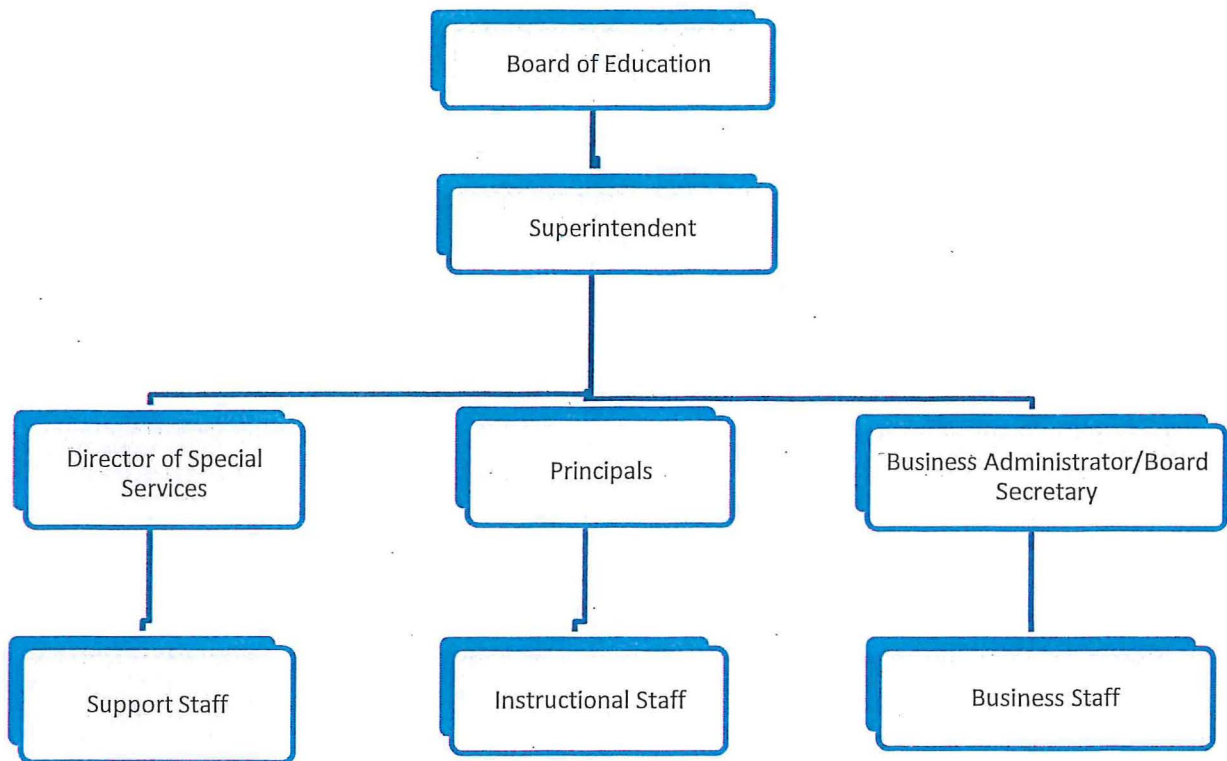 Board of Education
Superintendent
Director of Special
Services
Principals
Business Administrator/Board
Secretary
Support Staff
Instructional Staff
Business Staff